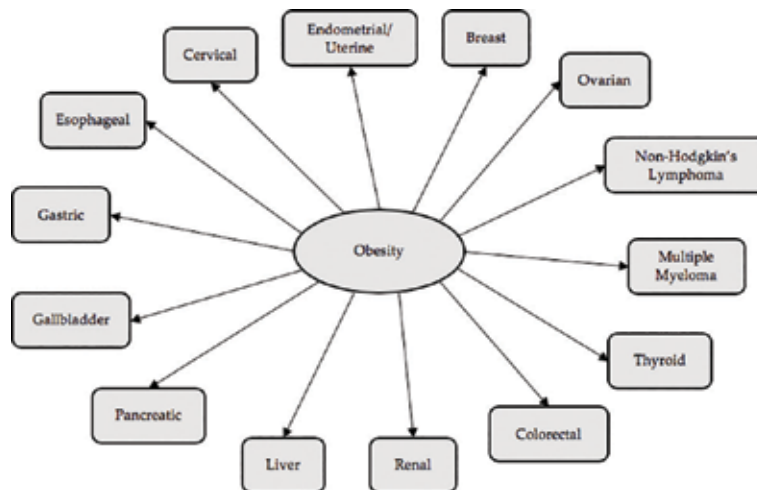 Endometrial/
Uterine
Breast
Cervical
Ovarian
Esophageal
Non-Hodgkin's
Lymphoma
Gastric
Obesity
Multiple
Myeloma
Gallbladder
Thyroid
Pancreatic
Colorectal
Liver
Renal